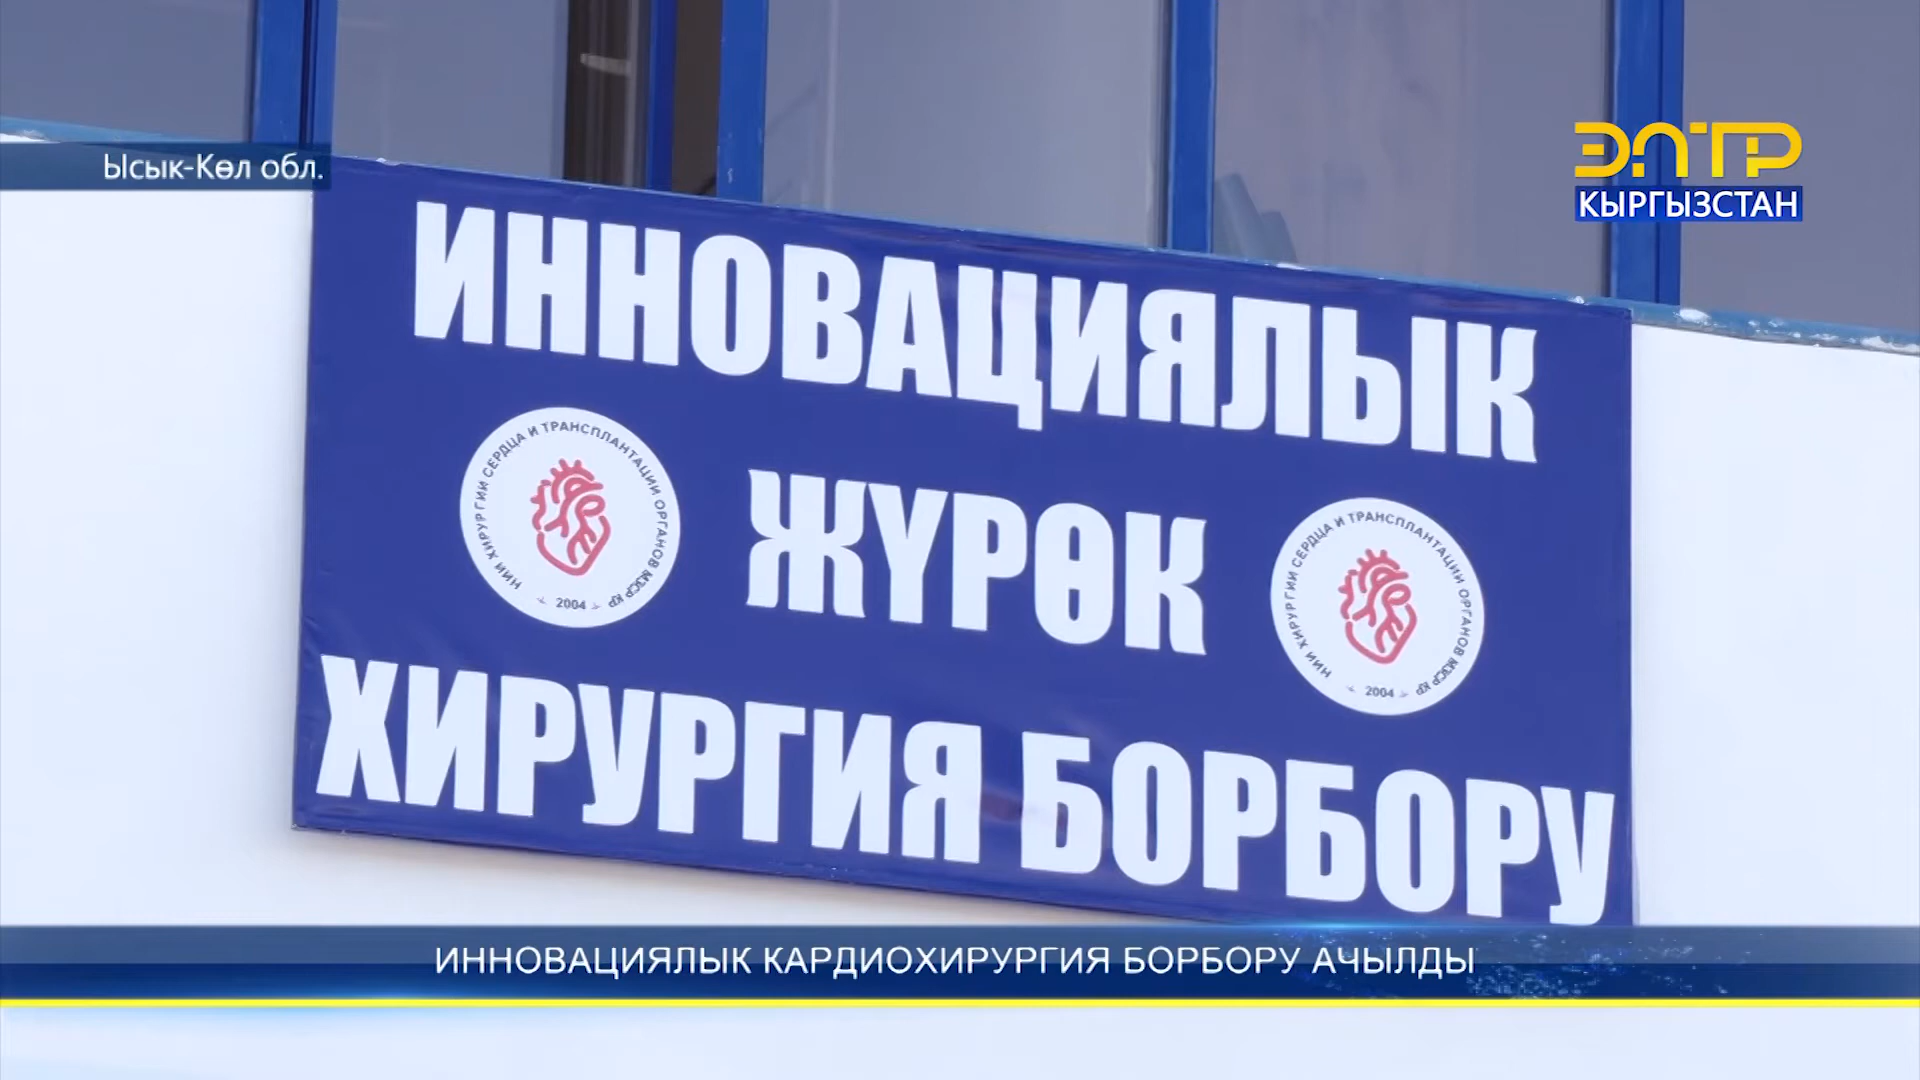 Ысык-Көл обл.
ЭЛТР
КЫРГЫЗСТАН
ИННОВАЦИЯЛЫК
ЖҮРӨК
ХИРУРГИЯ БОРБОРУ
НИИ ХИРУРГИИ СЕРДЦА И ТРАНСПЛАНТАЦИИ ОРГАНОВ МЗСР КР
2004
НИИ ХИРУРГИИ СЕРДЦА И ТРАНСПЛАНТАЦИИ ОРГАНОВ МЗСР КР
2004
ИННОВАЦИЯЛЫК КАРДИОХИРУРГИЯ БОРБОРУ АЧЫЛДЫ